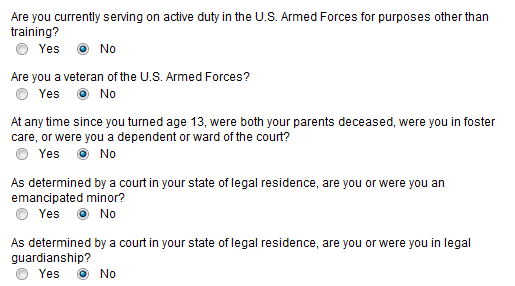 Are you currently serving on active duty in the U.S. Armed Forces for purposes other than
training?
Yes No
Are you a veteran of the U.S. Armed Forces?
Yes No
At any time since you turned age 13, were both your parents deceased, were you in foster
care, or were you a dependent or ward of the court?
Yes No
As determined by a court in your state of legal residence, are you or were you an
emancipated minor?
Yes No
As determined by a court in your state of legal residence, are you or were you in legal
guardianship?
Yes No